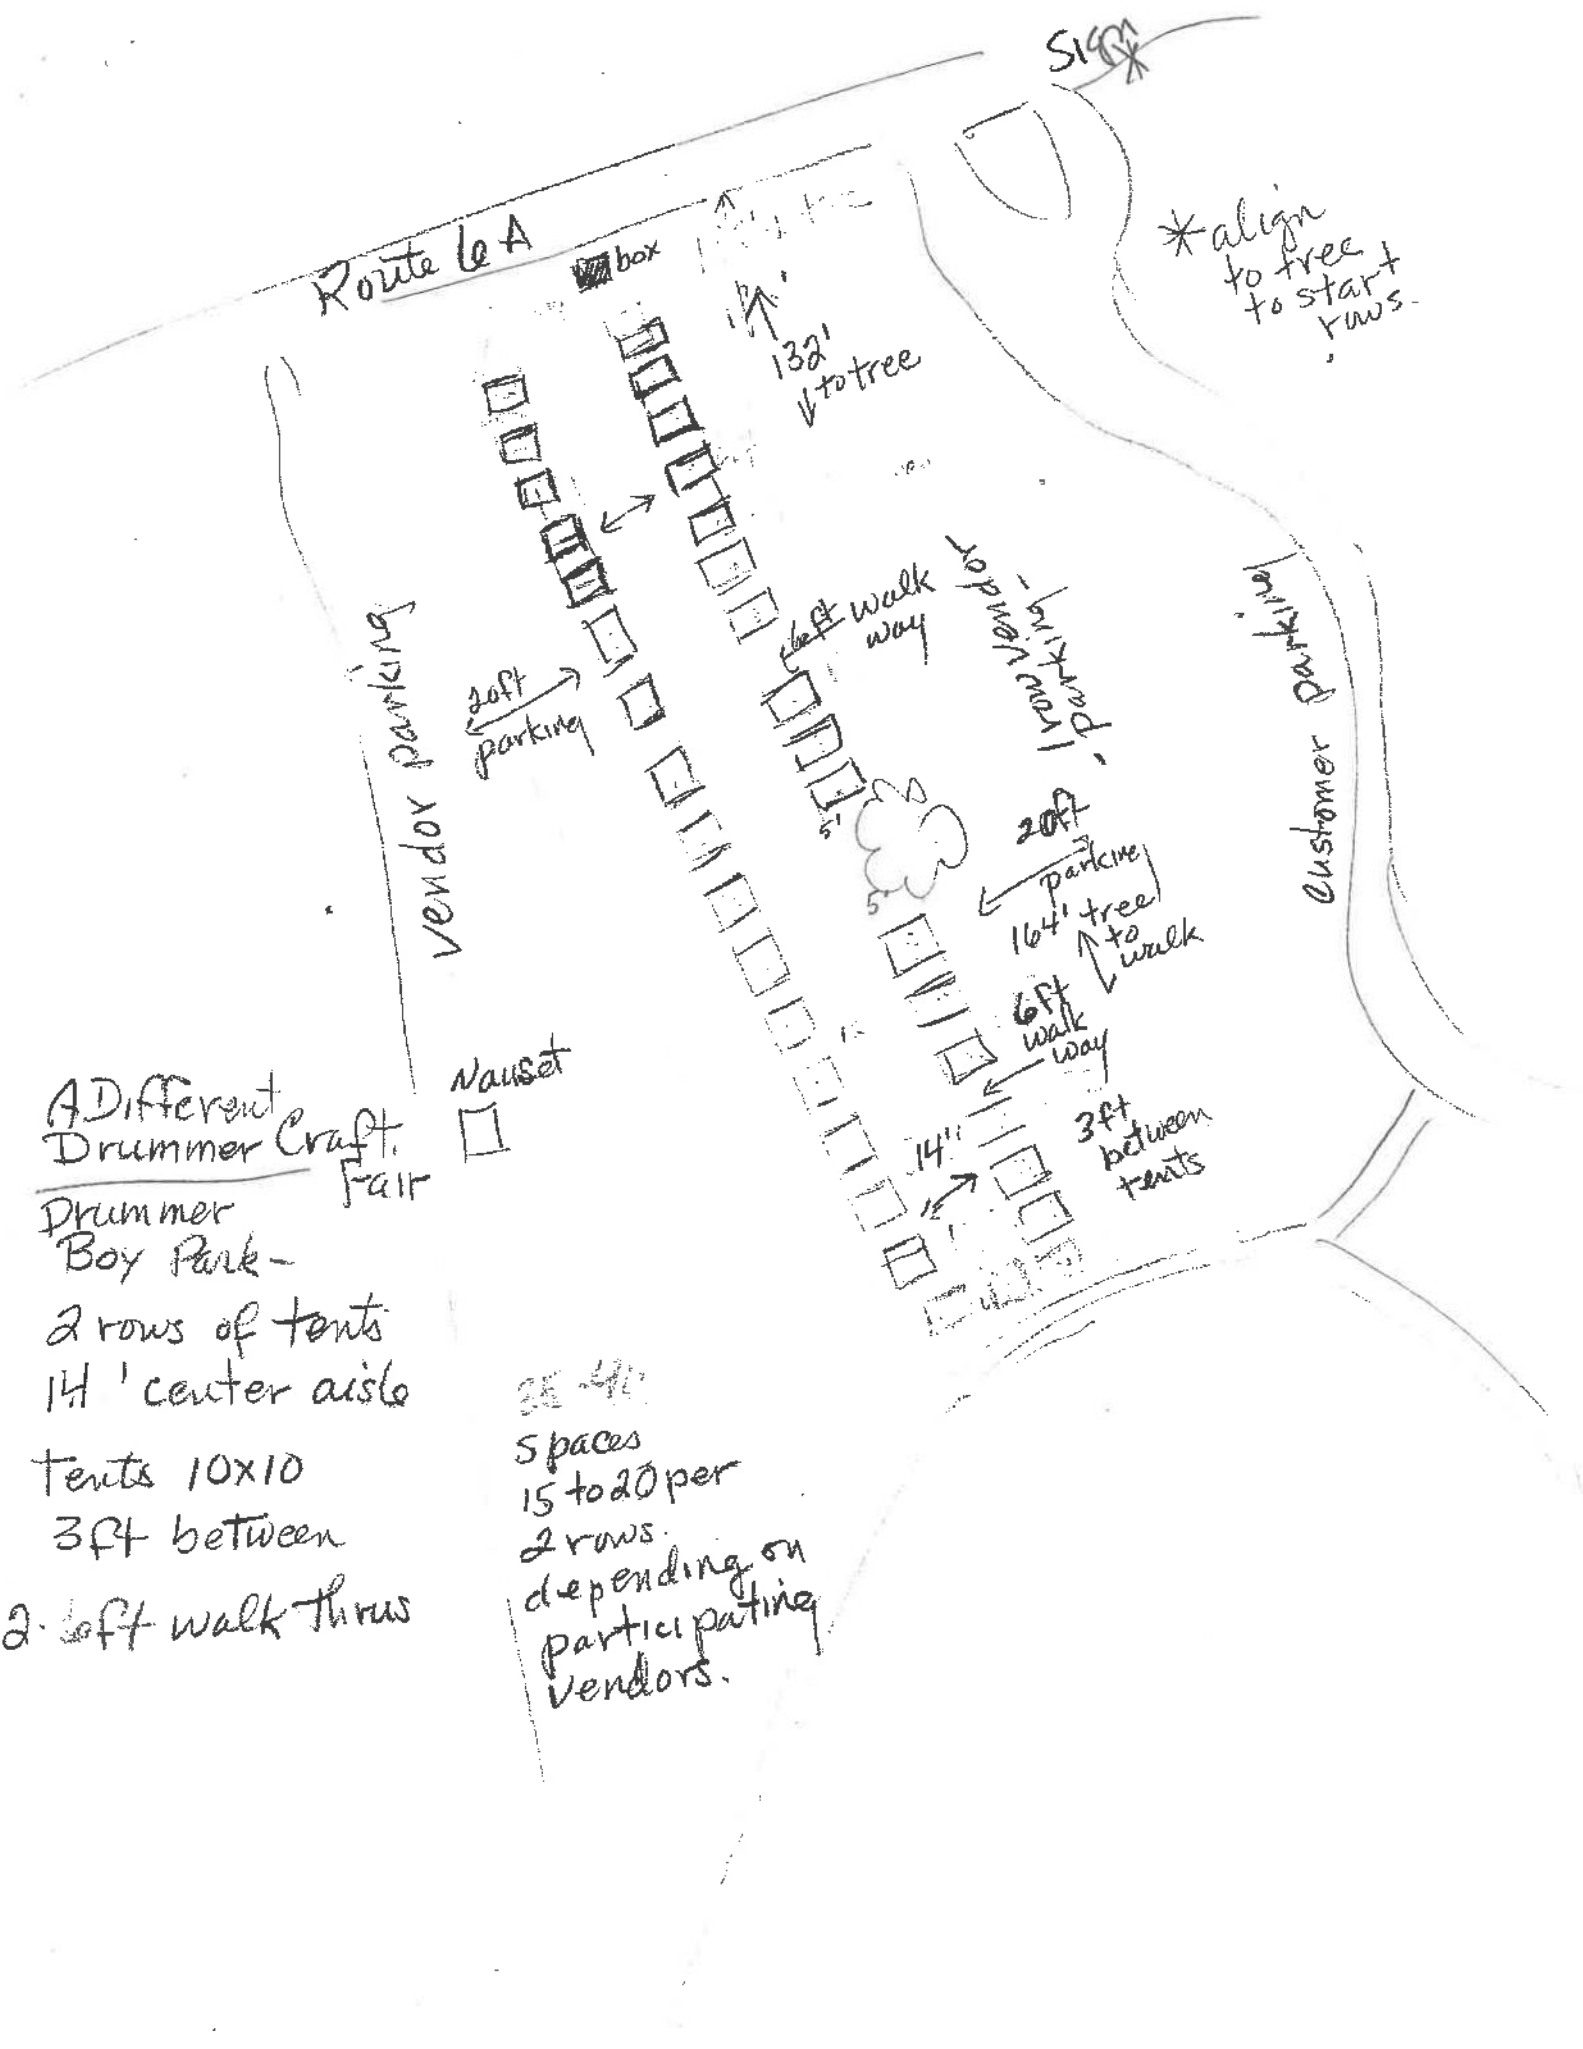 Sign
*
Route 6A
box
* align
to tree
to start
rows.
132'
to tree
6ft walk
way
1 row vendor
parking
Customer parking
vendor parking
20ft
parking
5'
5'
20ft
parking
164' tree
to
walk
6ft
walk
way
14'
3ft
between
tents
Nauset
A Different
Drummer Craft
Fair
Drummer
Boy Park-
2 rows of tents
14' center aisle
tents 10x10
3ft between
2. 6ft walk thrus
spaces
15 to 20 per
2 rows.
depending on
participating
vendors.